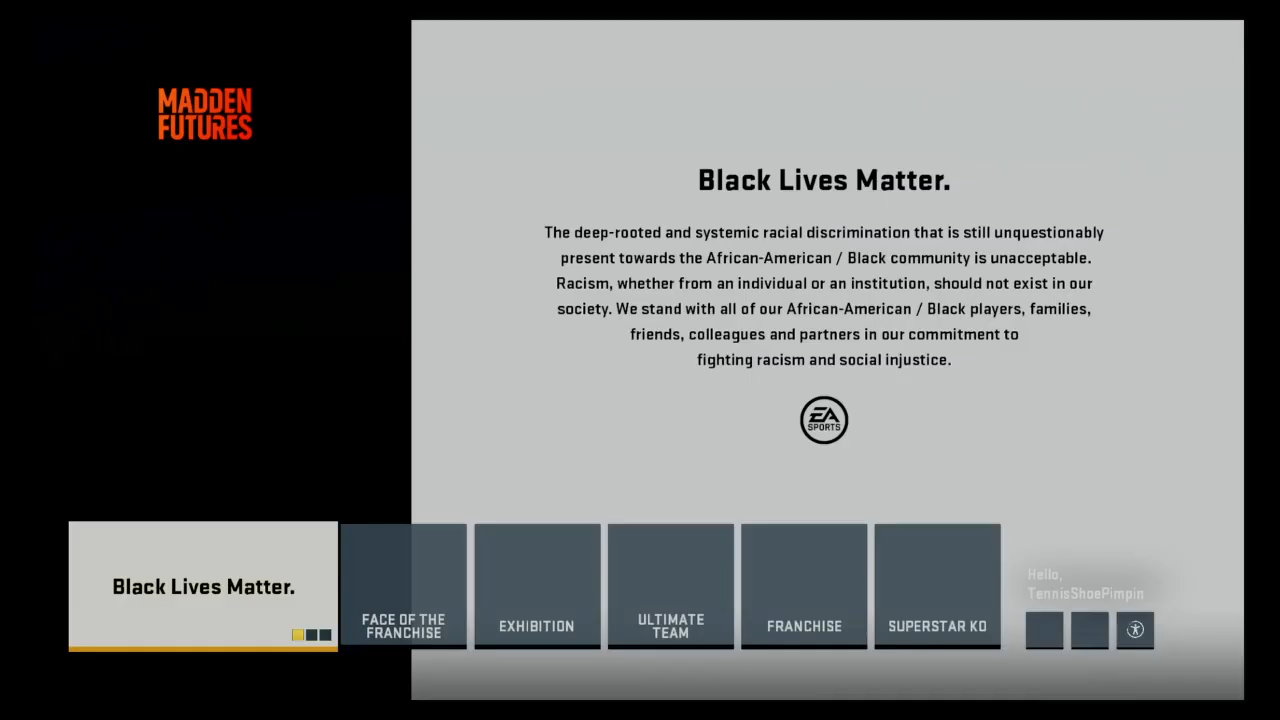 MADDEN
FUTURES
Black Lives Matter.
The deep-rooted and systemic racial discrimination that is still unquestionably
present towards the African-American / Black community is unacceptable.
Racism, whether from an individual or an institution, should not exist in our
society. We stand with all of our African-American / Black players, families,
friends, colleagues and partners in our commitment to
fighting racism and social injustice.
EA
SPORTS
Black Lives Matter.
FACE OF THE
FRANCHISE
EXHIBITION
ULTIMATE
TEAM
FRANCHISE
SUPERSTAR KO
Hello,
TennisShoePimpin